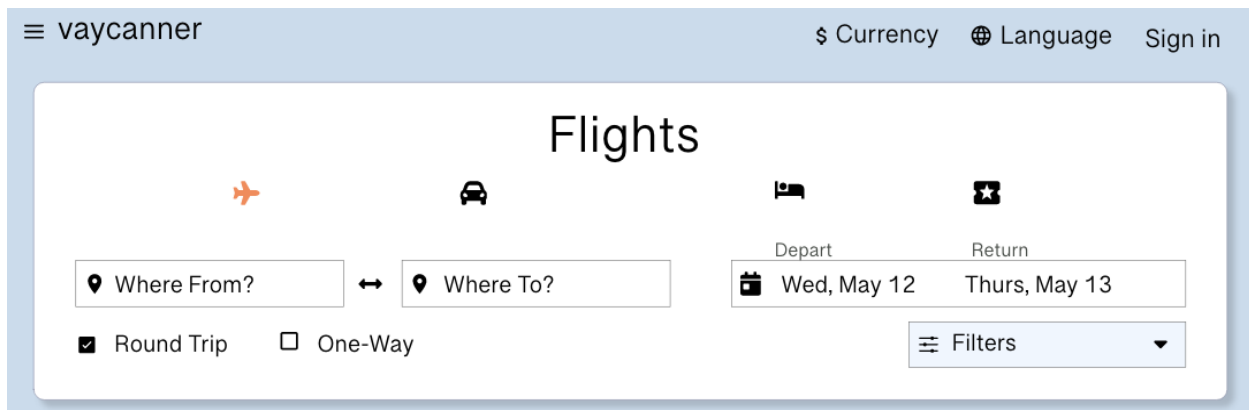 vaycanner
$ Currency Language Sign in
Flights
Depart Return
Where From? Where To? Wed, May 12 Thurs, May 13
Round Trip One-Way Filters